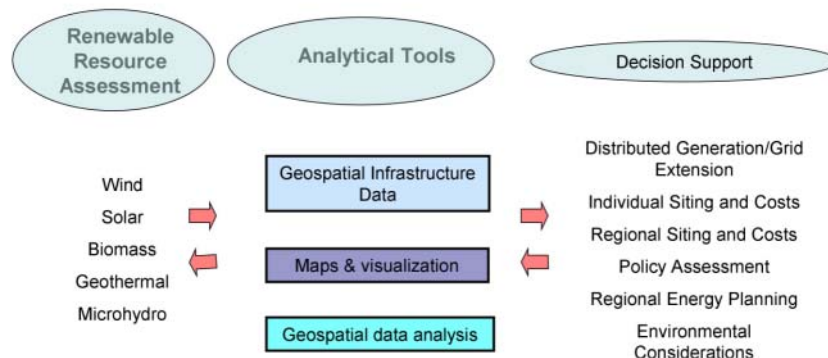 Renewable
Resource
Assessment
Analytical Tools
Decision Support
Wind
Solar
Biomass
Geothermal
Microhydro
Geospatial Infrastructure
Data
Maps & visualization
Geospatial data analysis
Distributed Generation/Grid
Extension
Individual Siting and Costs
Regional Siting and Costs
Policy Assessment
Regional Energy Planning
Environmental
Considerations